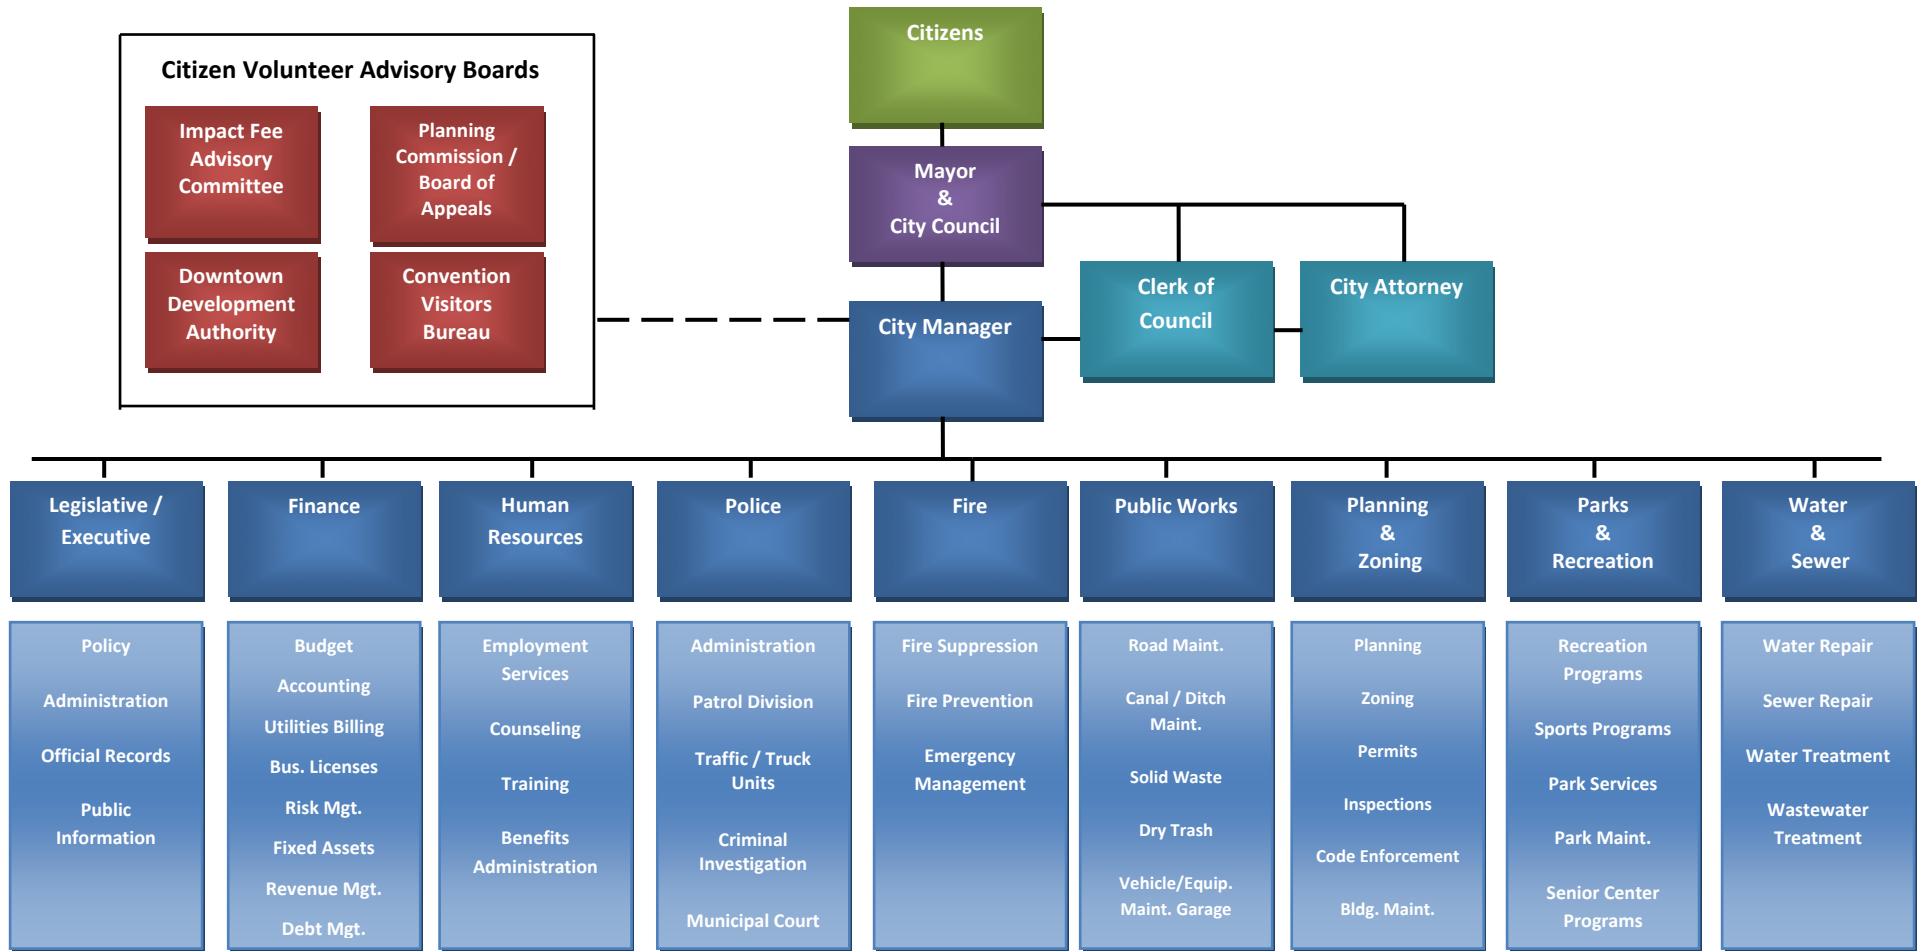 Citizens
Citizen Volunteer Advisory Boards
Impact Fee
Advisory
Committee
Planning
Commission /
Board of
Appeals
Downtown
Development
Authority
Convention
Visitors
Bureau
Mayor
&
City Council
City Manager
Clerk of
Council
City Attorney
Legislative /
Executive
Finance
Human
Resources
Police
Fire
Public Works
Planning
&
Zoning
Parks
&
Recreation
Water
&
Sewer
Policy
Administration
Official Records
Public
Information
Budget
Accounting
Utilities Billing
Bus. Licenses
Risk Mgt.
Fixed Assets
Revenue Mgt.
Debt Mgt.
Employment
Services
Counseling
Training
Benefits
Administration
Administration
Patrol Division
Traffic / Truck
Units
Criminal
Investigation
Municipal Court
Fire Suppression
Fire Prevention
Emergency
Management
Road Maint.
Canal / Ditch
Maint.
Solid Waste
Dry Trash
Vehicle/Equip.
Maint. Garage
Planning
Zoning
Permits
Inspections
Code Enforcement
Bldg. Maint.
Recreation
Programs
Sports Programs
Park Services
Park Maint.
Senior Center
Programs
Water Repair
Sewer Repair
Water Treatment
Wastewater
Treatment